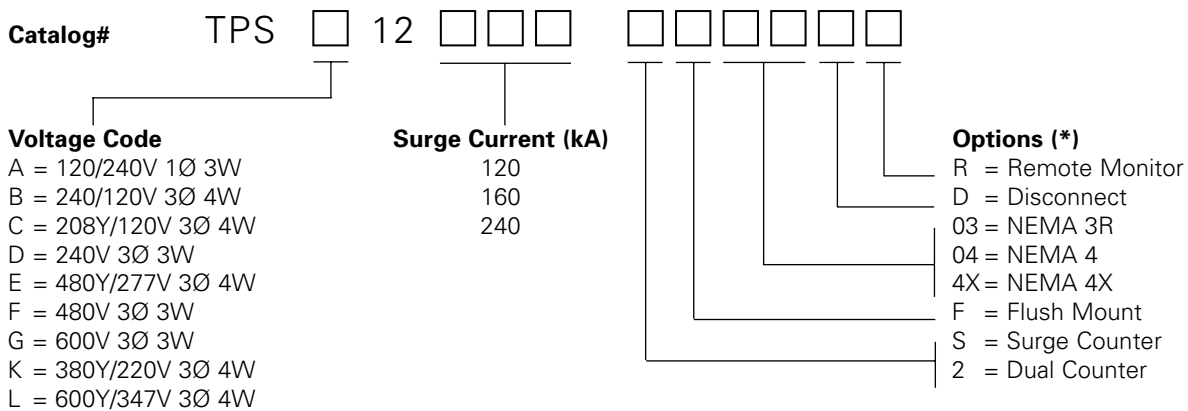 Catalog# TPS □ 12 □□□ □□□□□□
Voltage Code
A = 120/240V 1Ø 3W
B = 240/120V 3Ø 4W
C = 208Y/120V 3Ø 4W
D = 240V 3Ø 3W
E = 480Y/277V 3Ø 4W
F = 480V 3Ø 3W
G = 600V 3Ø 3W
K = 380Y/220V 3Ø 4W
L = 600Y/347V 3Ø 4W
Surge Current (kA)
120
160
240
Options (*)
R = Remote Monitor
D = Disconnect
03 = NEMA 3R
04 = NEMA 4
4X = NEMA 4X
F = Flush Mount
S = Surge Counter
2 = Dual Counter